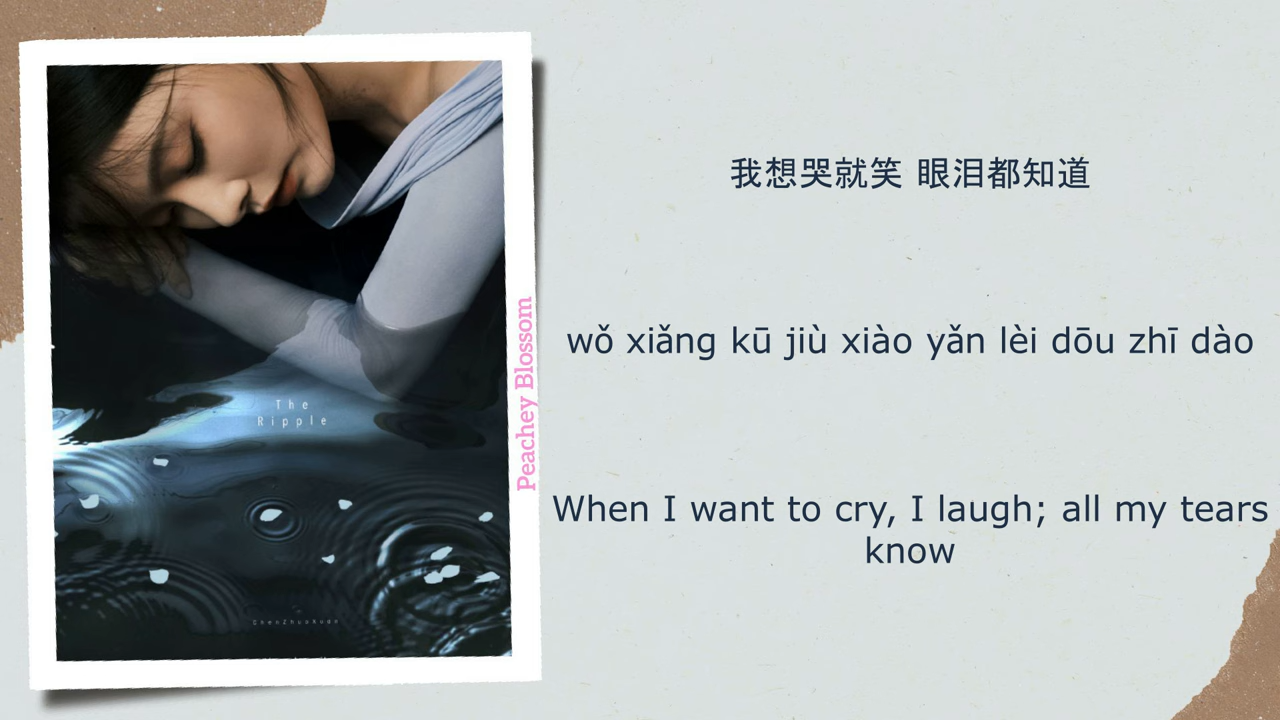 The
Ripple
Peachey Blossom
我想哭就笑 眼泪都知道
wǒ xiǎng kū jiù xiào yǎn lèi dōu zhī dào
When I want to cry, I laugh; all my tears
know